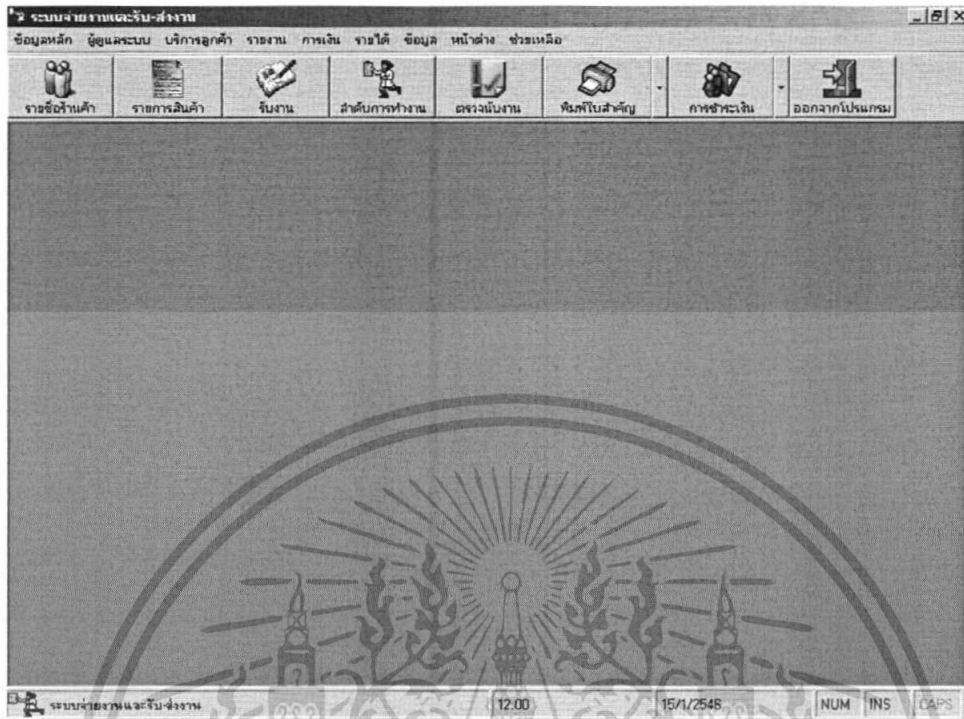 ระบบจ่ายงานและรับ-ส่งงาน
ข้อมูลหลัก ผู้ดูแลระบบ บริการลูกค้า รายงาน การเงิน รายได้ ข้อมูล หน้าต่าง ช่วยเหลือ
รายชื่อร้านค้า รายการสินค้า รับงาน ลำดับการทำงาน ตรวจนับงาน พิมพ์ใบสำคัญ การชำระเงิน ออกจากโปรแกรม
ระบบจ่ายงานและรับ-ส่งงาน 12:00 15/1/2546 NUM INS CAPS